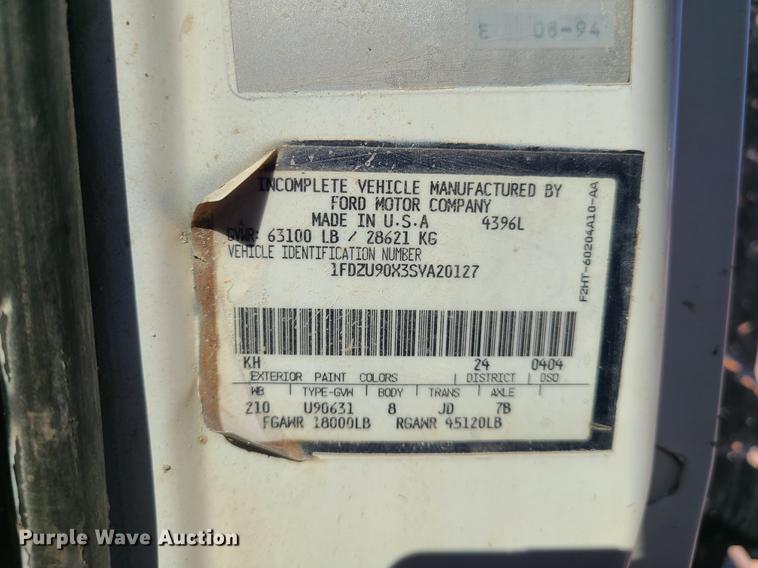 E 08-94
INCOMPLETE VEHICLE MANUFACTURED BY
FORD MOTOR COMPANY
MADE IN U.S.A 4396L
GVWR: 63100 LB / 28621 KG
VEHICLE IDENTIFICATION NUMBER
1FDZU90X3SVA20127
F2HT-60204A10-AA
KH 24 0404
EXTERIOR PAINT COLORS DISTRICT DSO
WB TYPE-GVW BODY TRANS AXLE
210 U90631 8 JD 7B
FGAWR 18000LB RGAWR 45120LB
Purple Wave Auction